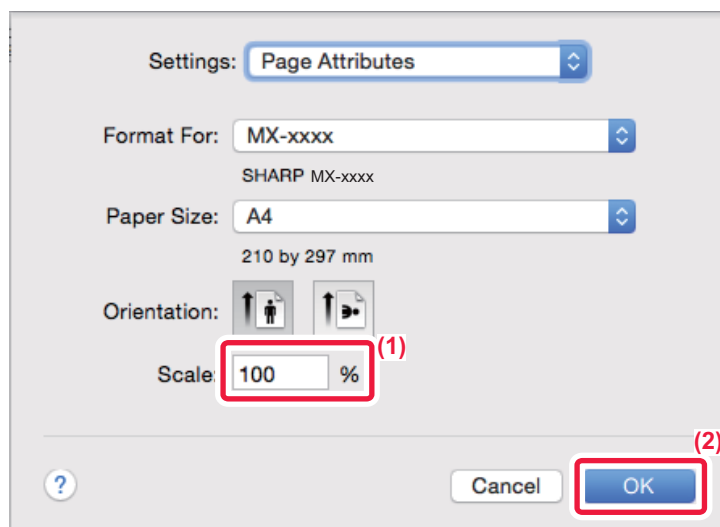 Settings: Page Attributes
Format For: MX-xxxx
SHARP MX-xxxx
Paper Size: A4
210 by 297 mm
Orientation:
(1)
Scale: 100 %
(2)
? Cancel OK